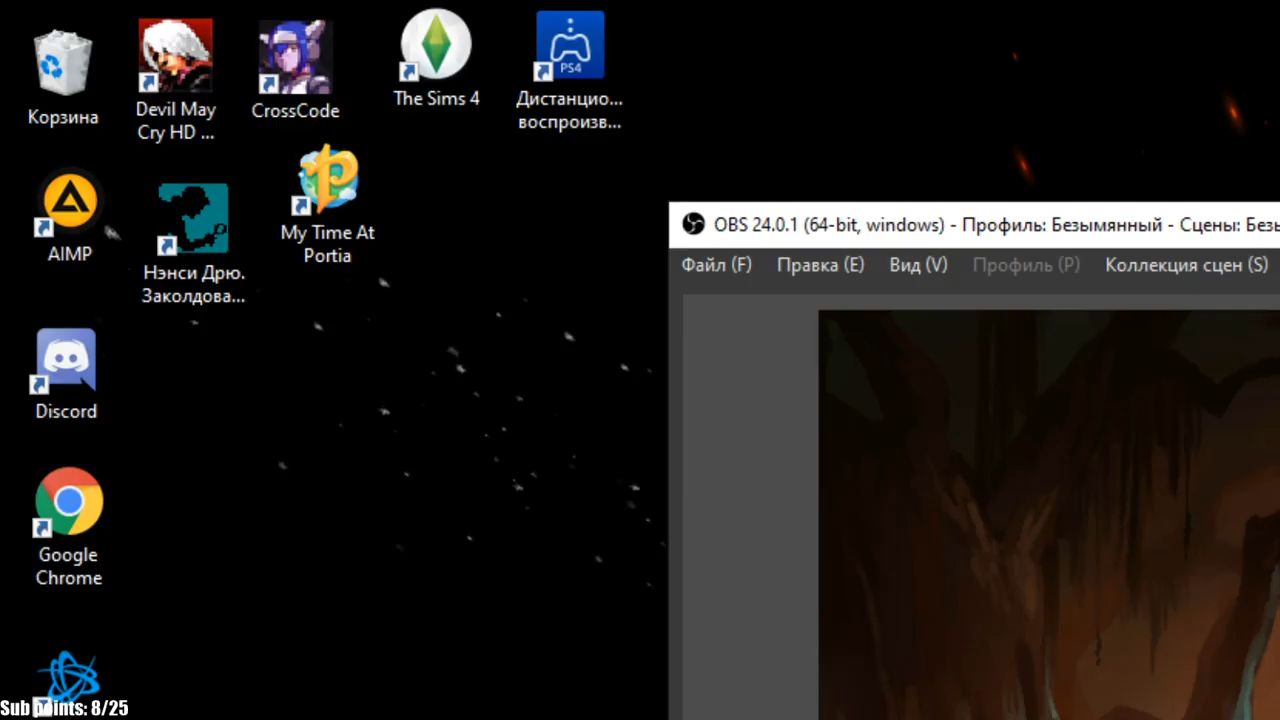 Корзина
Devil May
Cry HD ...
CrossCode
The Sims 4
PS4
Дистанцио...
воспроизв...
AIMP
Нэнси Дрю.
Заколдова...
My Time At
Portia
OBS 24.0.1 (64-bit, windows) - Профиль: Безымянный - Сцены: Безы
Файл (F) Правка (E) Вид (V) Профиль (P) Коллекция сцен (S)
Discord
Google
Chrome
Sub points: 8/25